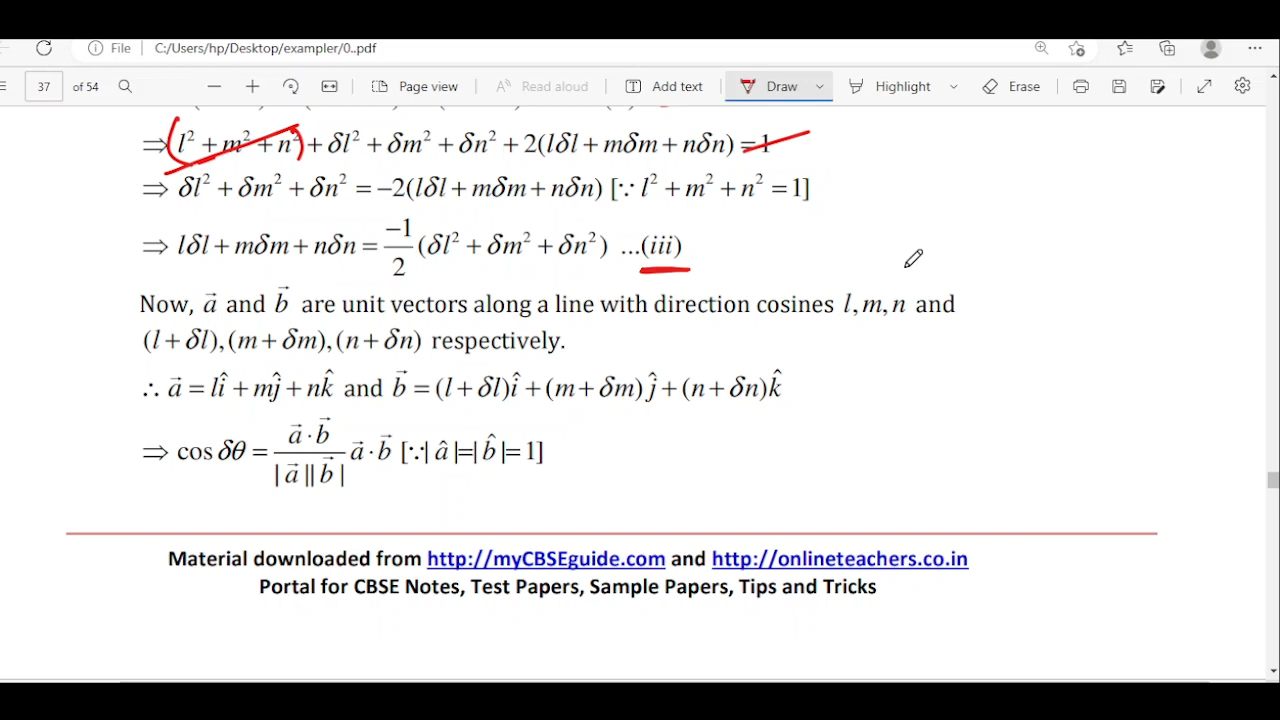 File C:/Users/hp/Desktop/exampler/0..pdf
37 of 54 Page view Read aloud Add text Draw Highlight Erase
⇒ (l² + m² + n²) + δl² + δm² + δn² + 2(lδl + mδm + nδn) = 1
⇒ δl² + δm² + δn² = −2(lδl + mδm + nδn) [∵ l² + m² + n² = 1]
⇒ lδl + mδm + nδn = −1/2 (δl² + δm² + δn²) ...(iii)
Now, a⃗ and b⃗ are unit vectors along a line with direction cosines l, m, n and
(l + δl), (m + δm), (n + δn) respectively.
∴ a⃗ = lî + mĵ + nk̂ and b⃗ = (l + δl)î + (m + δm)ĵ + (n + δn)k̂
⇒ cos δθ = a⃗ · b⃗ / |a⃗||b⃗| a⃗ · b⃗ [∵| â |=| b̂ |= 1]
Material downloaded from http://myCBSEguide.com and http://onlineteachers.co.in
Portal for CBSE Notes, Test Papers, Sample Papers, Tips and Tricks